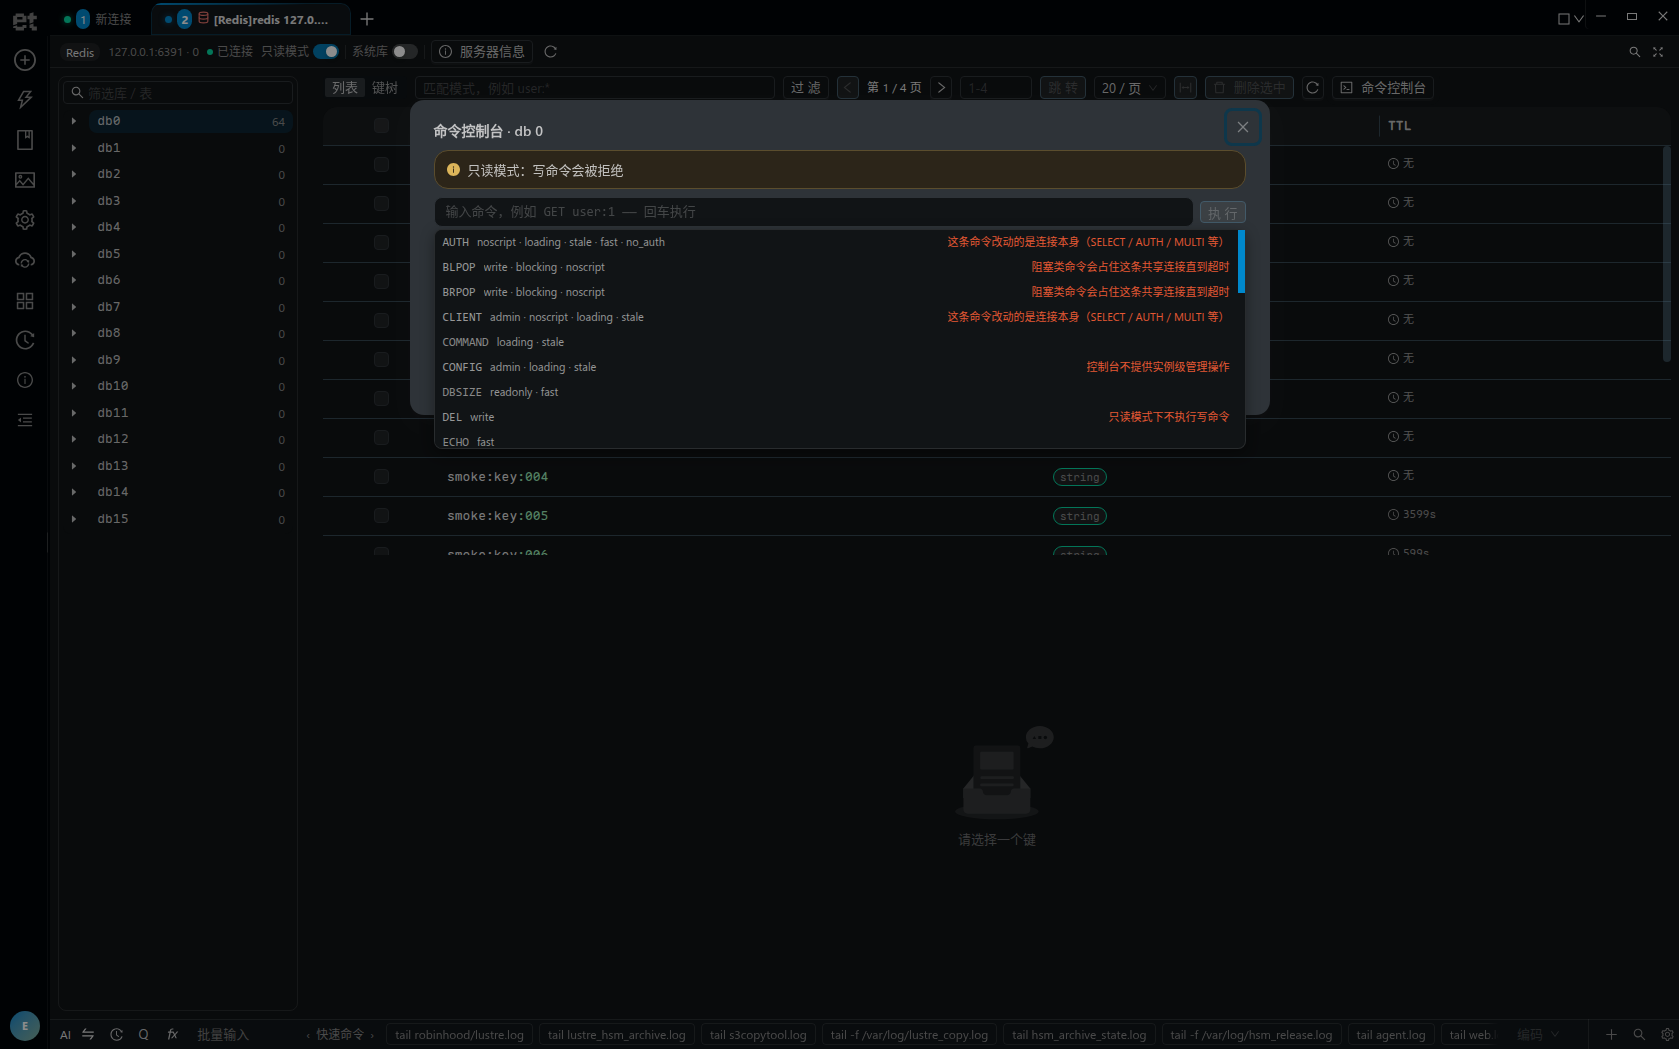 et
1 新连接
2 [Redis]redis 127.0....
Redis 127.0.0.1:6391 · 0 已连接 只读模式 系统库 服务器信息
筛选库 / 表
列表 键树 匹配模式，例如 user:* 过 滤 第 1 / 4 页 1-4 跳 转 20 / 页 删除选中 命令控制台
db0 64
db1 0
db2 0
db3 0
db4 0
db5 0
db6 0
db7 0
db8 0
db9 0
db10 0
db11 0
db12 0
db13 0
db14 0
db15 0
命令控制台 · db 0
只读模式：写命令会被拒绝
输入命令，例如 GET user:1 —— 回车执行 执 行
AUTH noscript · loading · stale · fast · no_auth 这条命令改动的是连接本身（SELECT / AUTH / MULTI 等）
BLPOP write · blocking · noscript 阻塞类命令会占住这条共享连接直到超时
BRPOP write · blocking · noscript 阻塞类命令会占住这条共享连接直到超时
CLIENT admin · noscript · loading · stale 这条命令改动的是连接本身（SELECT / AUTH / MULTI 等）
COMMAND loading · stale
CONFIG admin · loading · stale 控制台不提供实例级管理操作
DBSIZE readonly · fast
DEL write 只读模式下不执行写命令
ECHO fast
TTL
无
无
无
无
无
无
无
无
smoke:key:004 string 无
smoke:key:005 string 3599s
smoke:key:006 string 599s
请选择一个键
E
AI Q fx 批量输入 ‹ 快速命令 › tail robinhood/lustre.log tail lustre_hsm_archive.log tail s3copytool.log tail -f /var/log/lustre_copy.log tail hsm_archive_state.log tail -f /var/log/hsm_release.log tail agent.log tail web. 编码